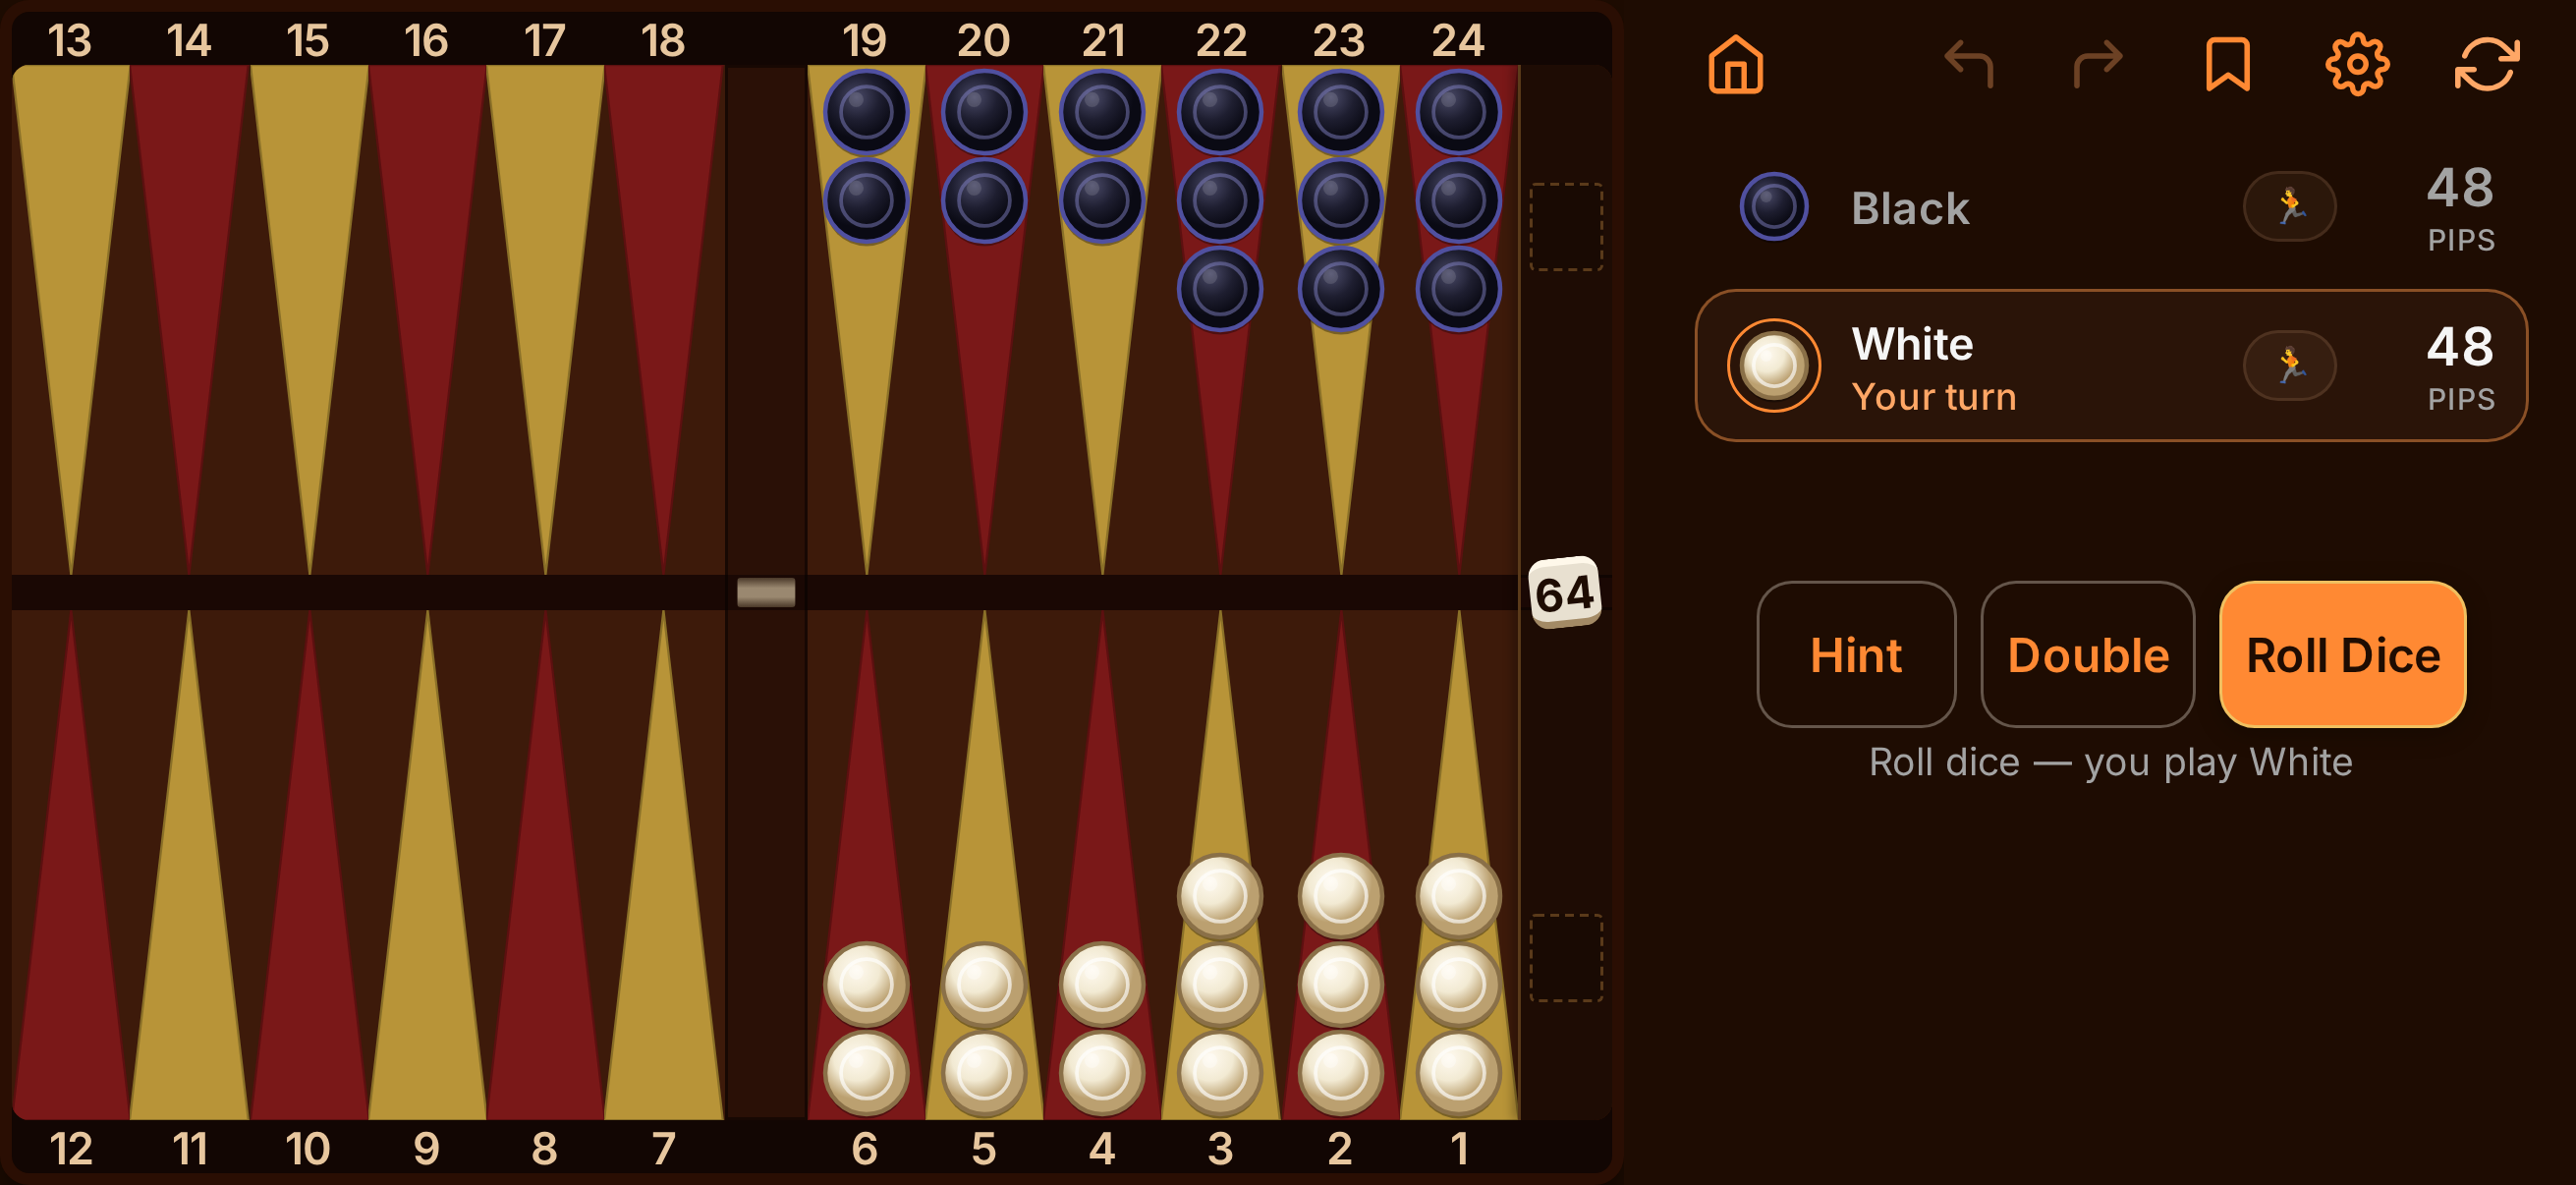 13 14 15 16 17 18 19 20 21 22 23 24
Black
48
PIPS
White
Your turn
48
PIPS
64
Hint
Double
Roll Dice
Roll dice — you play White
12 11 10 9 8 7 6 5 4 3 2 1